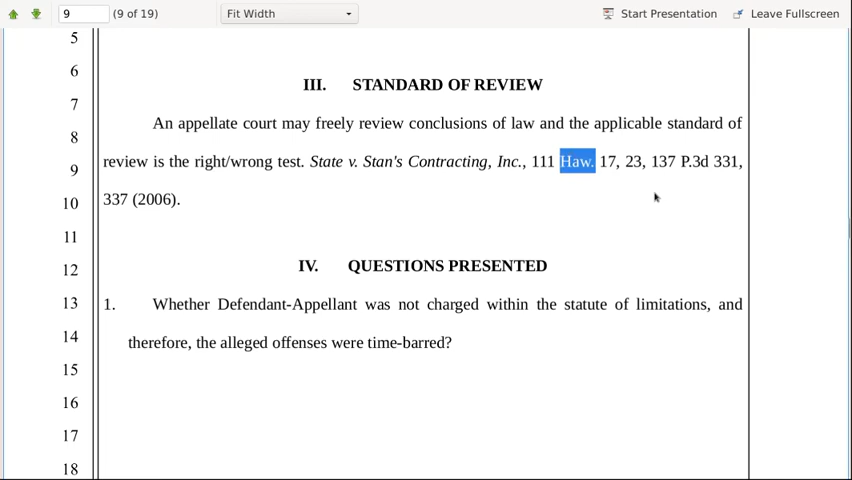 9 (9 of 19) Fit Width Start Presentation Leave Fullscreen
5
6
III. STANDARD OF REVIEW
7
An appellate court may freely review conclusions of law and the applicable standard of
8
review is the right/wrong test. State v. Stan's Contracting, Inc., 111 Haw. 17, 23, 137 P.3d 331,
9
337 (2006).
10
11
IV. QUESTIONS PRESENTED
12
13
1. Whether Defendant-Appellant was not charged within the statute of limitations, and
14
therefore, the alleged offenses were time-barred?
15
16
17
18